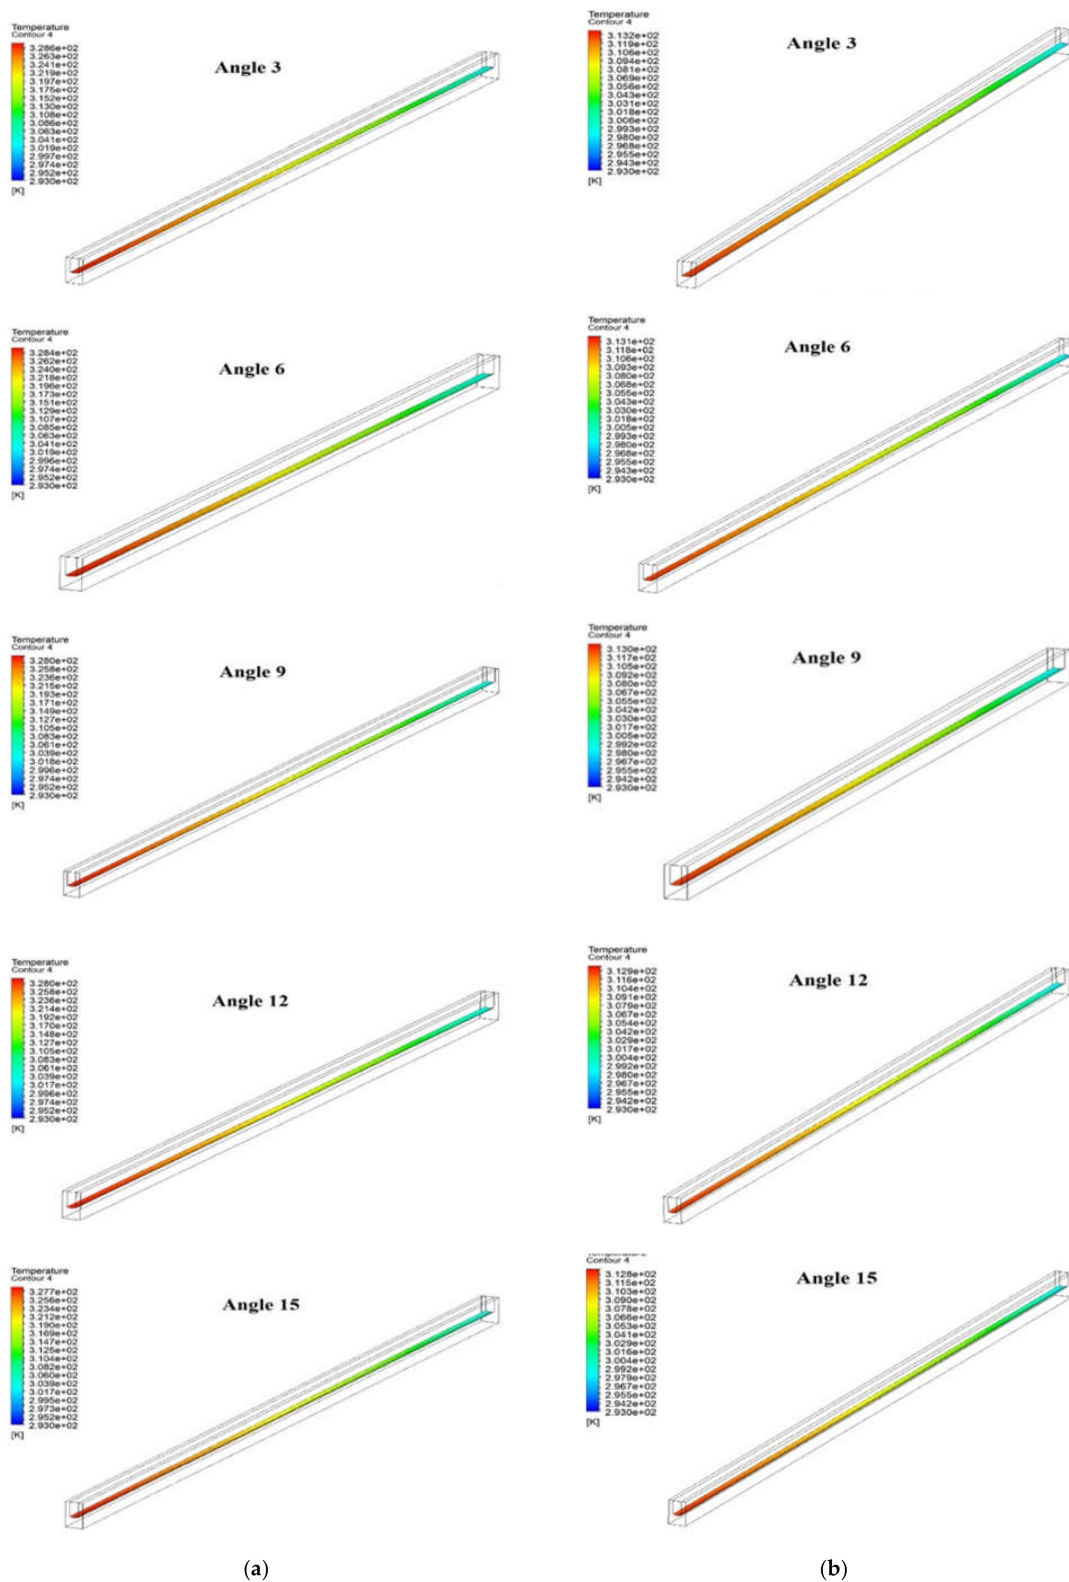 Temperature
Contour 4
3.286e+02
3.263e+02
3.241e+02
3.219e+02
3.197e+02
3.175e+02
3.152e+02
3.130e+02
3.108e+02
3.086e+02
3.063e+02
3.041e+02
3.019e+02
2.997e+02
2.974e+02
2.952e+02
2.930e+02
[K]
Angle 3
Temperature
Contour 4
3.132e+02
3.119e+02
3.106e+02
3.094e+02
3.081e+02
3.069e+02
3.056e+02
3.043e+02
3.031e+02
3.018e+02
3.006e+02
2.993e+02
2.980e+02
2.968e+02
2.955e+02
2.943e+02
2.930e+02
[K]
Angle 3
Temperature
Contour 4
3.284e+02
3.262e+02
3.240e+02
3.218e+02
3.196e+02
3.173e+02
3.151e+02
3.129e+02
3.107e+02
3.085e+02
3.063e+02
3.041e+02
3.019e+02
2.996e+02
2.974e+02
2.952e+02
2.930e+02
[K]
Angle 6
Temperature
Contour 4
3.131e+02
3.118e+02
3.106e+02
3.093e+02
3.080e+02
3.068e+02
3.055e+02
3.043e+02
3.030e+02
3.018e+02
3.005e+02
2.993e+02
2.980e+02
2.968e+02
2.955e+02
2.943e+02
2.930e+02
[K]
Angle 6
Temperature
Contour 4
3.280e+02
3.258e+02
3.236e+02
3.215e+02
3.193e+02
3.171e+02
3.149e+02
3.127e+02
3.105e+02
3.083e+02
3.061e+02
3.039e+02
3.018e+02
2.996e+02
2.974e+02
2.952e+02
2.930e+02
[K]
Angle 9
Temperature
Contour 4
3.130e+02
3.117e+02
3.105e+02
3.092e+02
3.080e+02
3.067e+02
3.055e+02
3.042e+02
3.030e+02
3.017e+02
3.005e+02
2.992e+02
2.980e+02
2.967e+02
2.955e+02
2.942e+02
2.930e+02
[K]
Angle 9
Temperature
Contour 4
3.280e+02
3.258e+02
3.236e+02
3.214e+02
3.192e+02
3.170e+02
3.148e+02
3.127e+02
3.105e+02
3.083e+02
3.061e+02
3.039e+02
3.017e+02
2.996e+02
2.974e+02
2.952e+02
2.930e+02
[K]
Angle 12
Temperature
Contour 4
3.129e+02
3.116e+02
3.104e+02
3.091e+02
3.079e+02
3.067e+02
3.054e+02
3.042e+02
3.029e+02
3.017e+02
3.004e+02
2.992e+02
2.980e+02
2.967e+02
2.955e+02
2.942e+02
2.930e+02
[K]
Angle 12
Temperature
Contour 4
3.277e+02
3.256e+02
3.234e+02
3.212e+02
3.190e+02
3.169e+02
3.147e+02
3.125e+02
3.104e+02
3.082e+02
3.060e+02
3.039e+02
3.017e+02
2.995e+02
2.973e+02
2.952e+02
2.930e+02
[K]
Angle 15
Temperature
Contour 4
3.128e+02
3.115e+02
3.103e+02
3.090e+02
3.078e+02
3.066e+02
3.053e+02
3.041e+02
3.029e+02
3.016e+02
3.004e+02
2.992e+02
2.979e+02
2.967e+02
2.955e+02
2.942e+02
2.930e+02
[K]
Angle 15
(a)
(b)